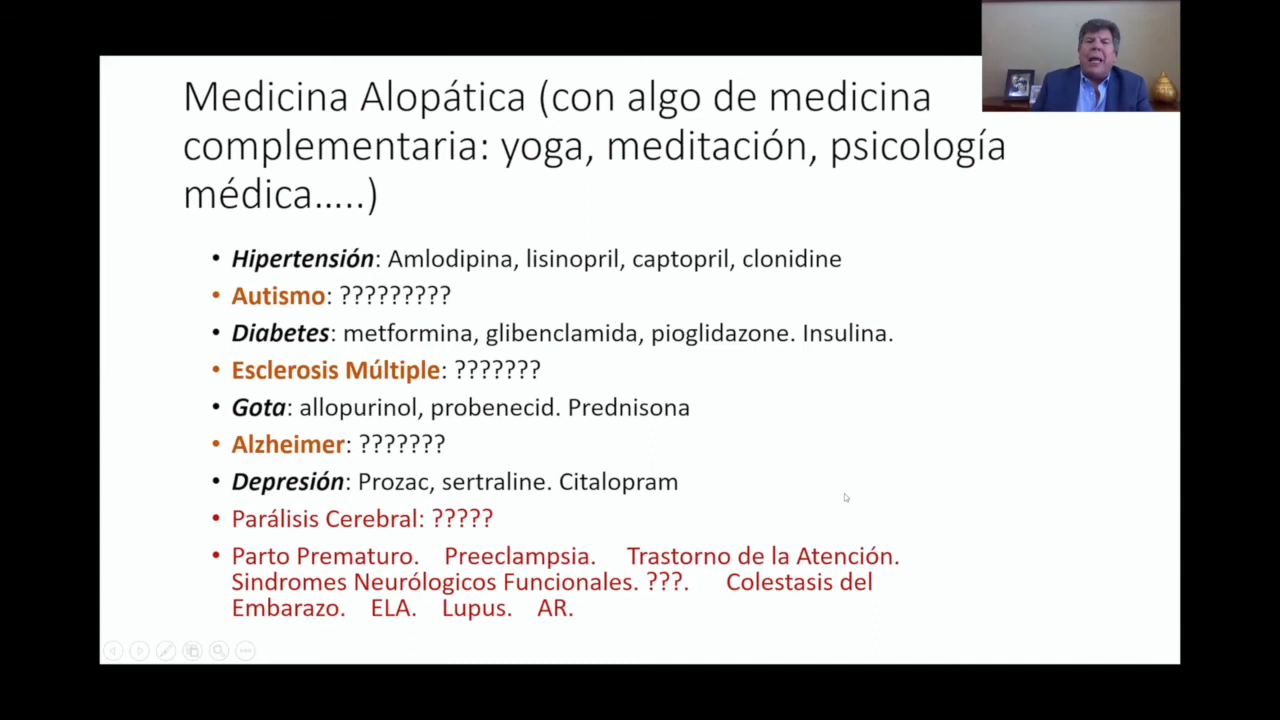 Medicina Alopática (con algo de medicina
complementaria: yoga, meditación, psicología
médica…..)
• Hipertensión: Amlodipina, lisinopril, captopril, clonidine
• Autismo: ?????????
• Diabetes: metformina, glibenclamida, pioglidazone. Insulina.
• Esclerosis Múltiple: ???????
• Gota: allopurinol, probenecid. Prednisona
• Alzheimer: ???????
• Depresión: Prozac, sertraline. Citalopram
• Parálisis Cerebral: ?????
• Parto Prematuro. Preeclampsia. Trastorno de la Atención.
Sindromes Neurólogicos Funcionales. ???. Colestasis del
Embarazo. ELA. Lupus. AR.